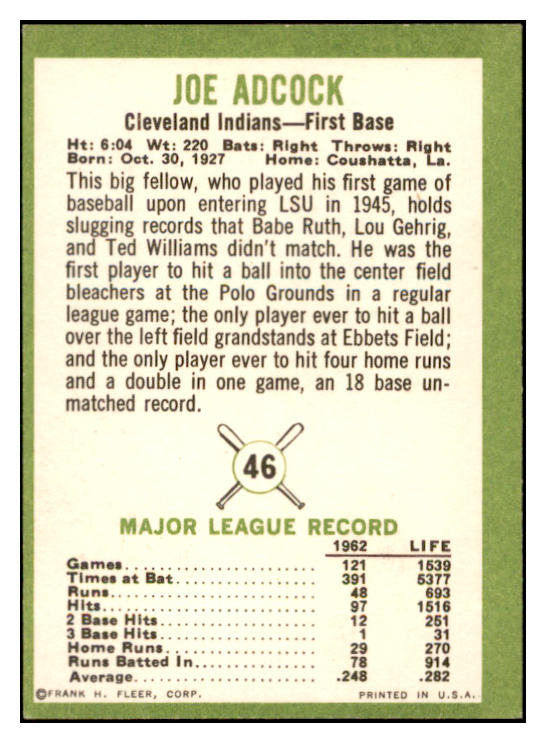 JOE ADCOCK
Cleveland Indians—First Base
Ht: 6:04 Wt: 220 Bats: Right Throws: Right
Born: Oct. 30, 1927 Home: Coushatta, La.
This big fellow, who played his first game of
baseball upon entering LSU in 1945, holds
slugging records that Babe Ruth, Lou Gehrig,
and Ted Williams didn't match. He was the
first player to hit a ball into the center field
bleachers at the Polo Grounds in a regular
league game; the only player ever to hit a ball
over the left field grandstands at Ebbets Field;
and the only player ever to hit four home runs
and a double in one game, an 18 base un-
matched record.
46
MAJOR LEAGUE RECORD
1962 LIFE
Games 121 1539
Times at Bat 391 5377
Runs 48 693
Hits 97 1516
2 Base Hits 12 251
3 Base Hits 1 31
Home Runs 29 270
Runs Batted In 78 914
Average .248 .282
©FRANK H. FLEER, CORP. PRINTED IN U.S.A.